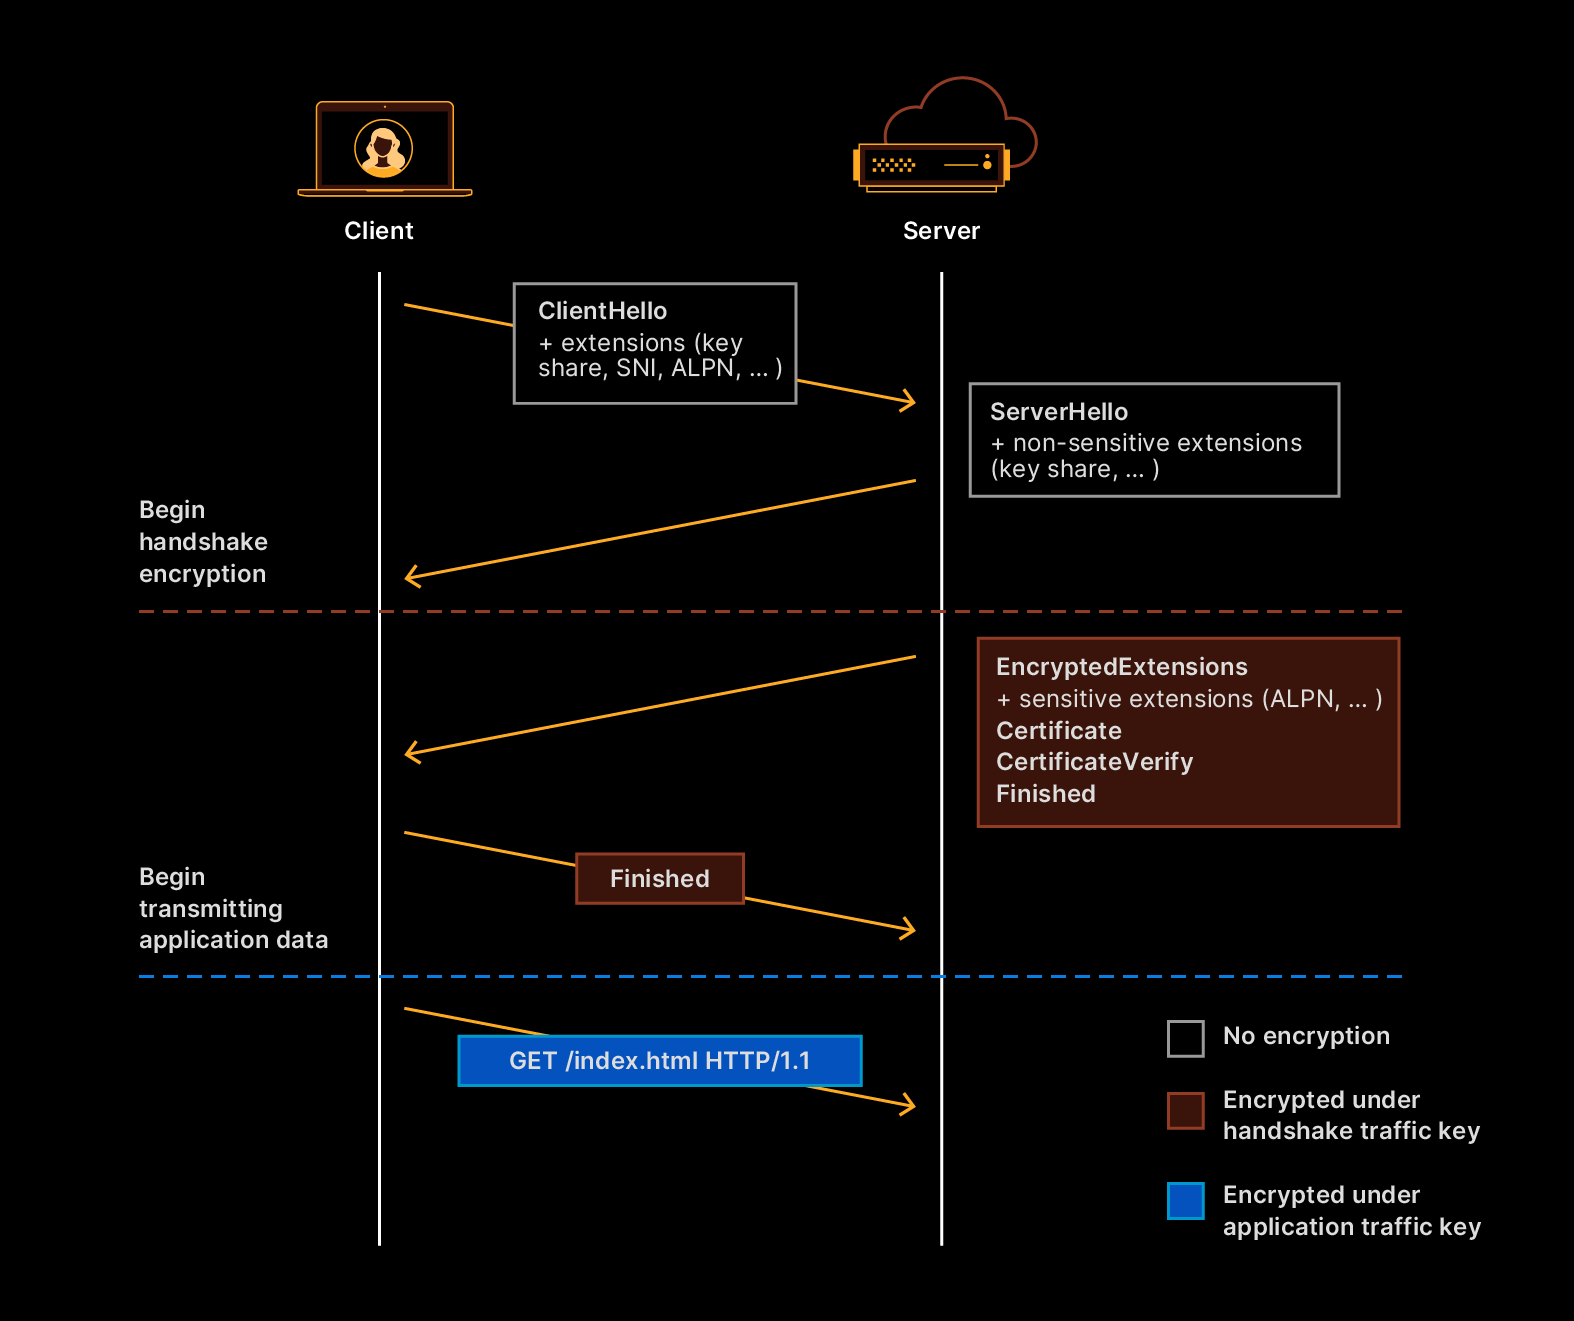 Client
Server
ClientHello
+ extensions (key
share, SNI, ALPN, ... )
ServerHello
+ non-sensitive extensions
(key share, ... )
Begin
handshake
encryption
EncryptedExtensions
+ sensitive extensions (ALPN, ... )
Certificate
CertificateVerify
Finished
Finished
Begin
transmitting
application data
GET /index.html HTTP/1.1
No encryption
Encrypted under
handshake traffic key
Encrypted under
application traffic key